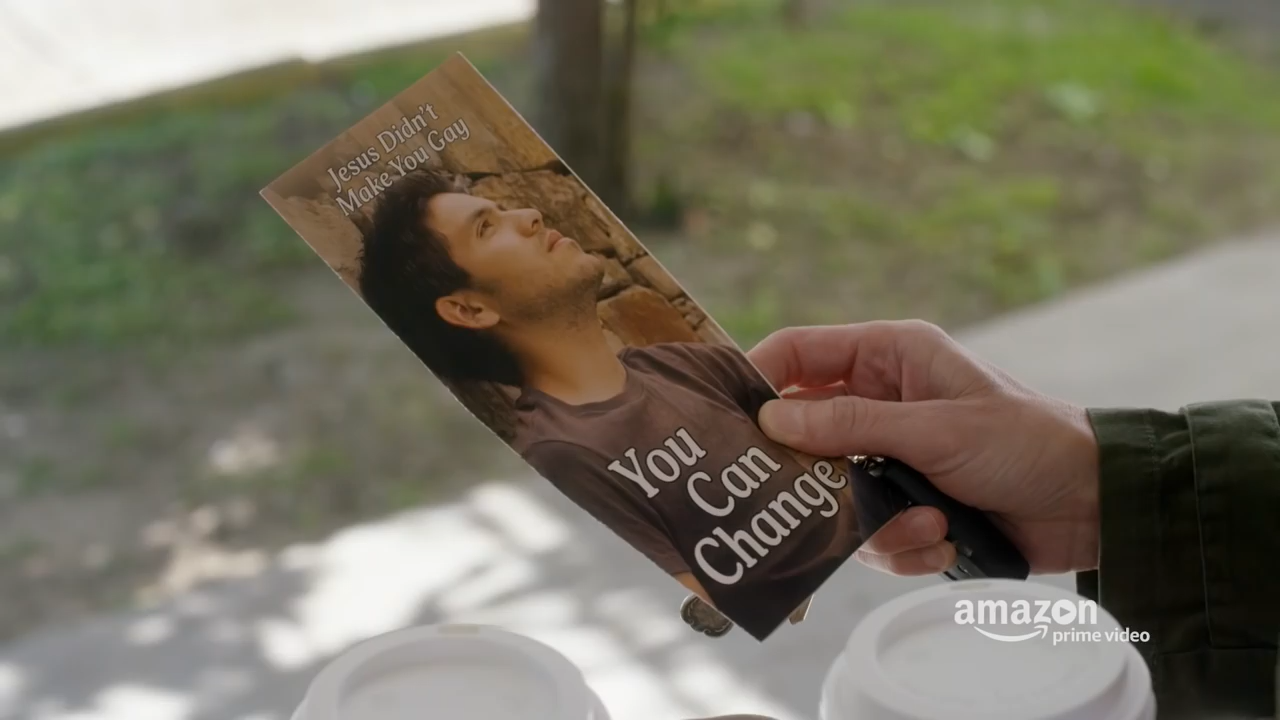 Jesus Didn't
Make You Gay
You
Can
Change.
amazon
prime video